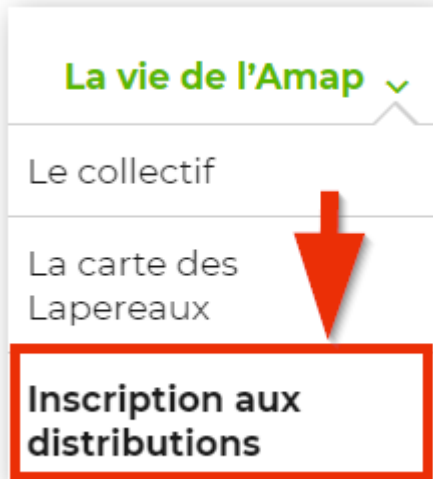 La vie de l'Amap
Le collectif
La carte des
Lapereaux
Inscription aux
distributions